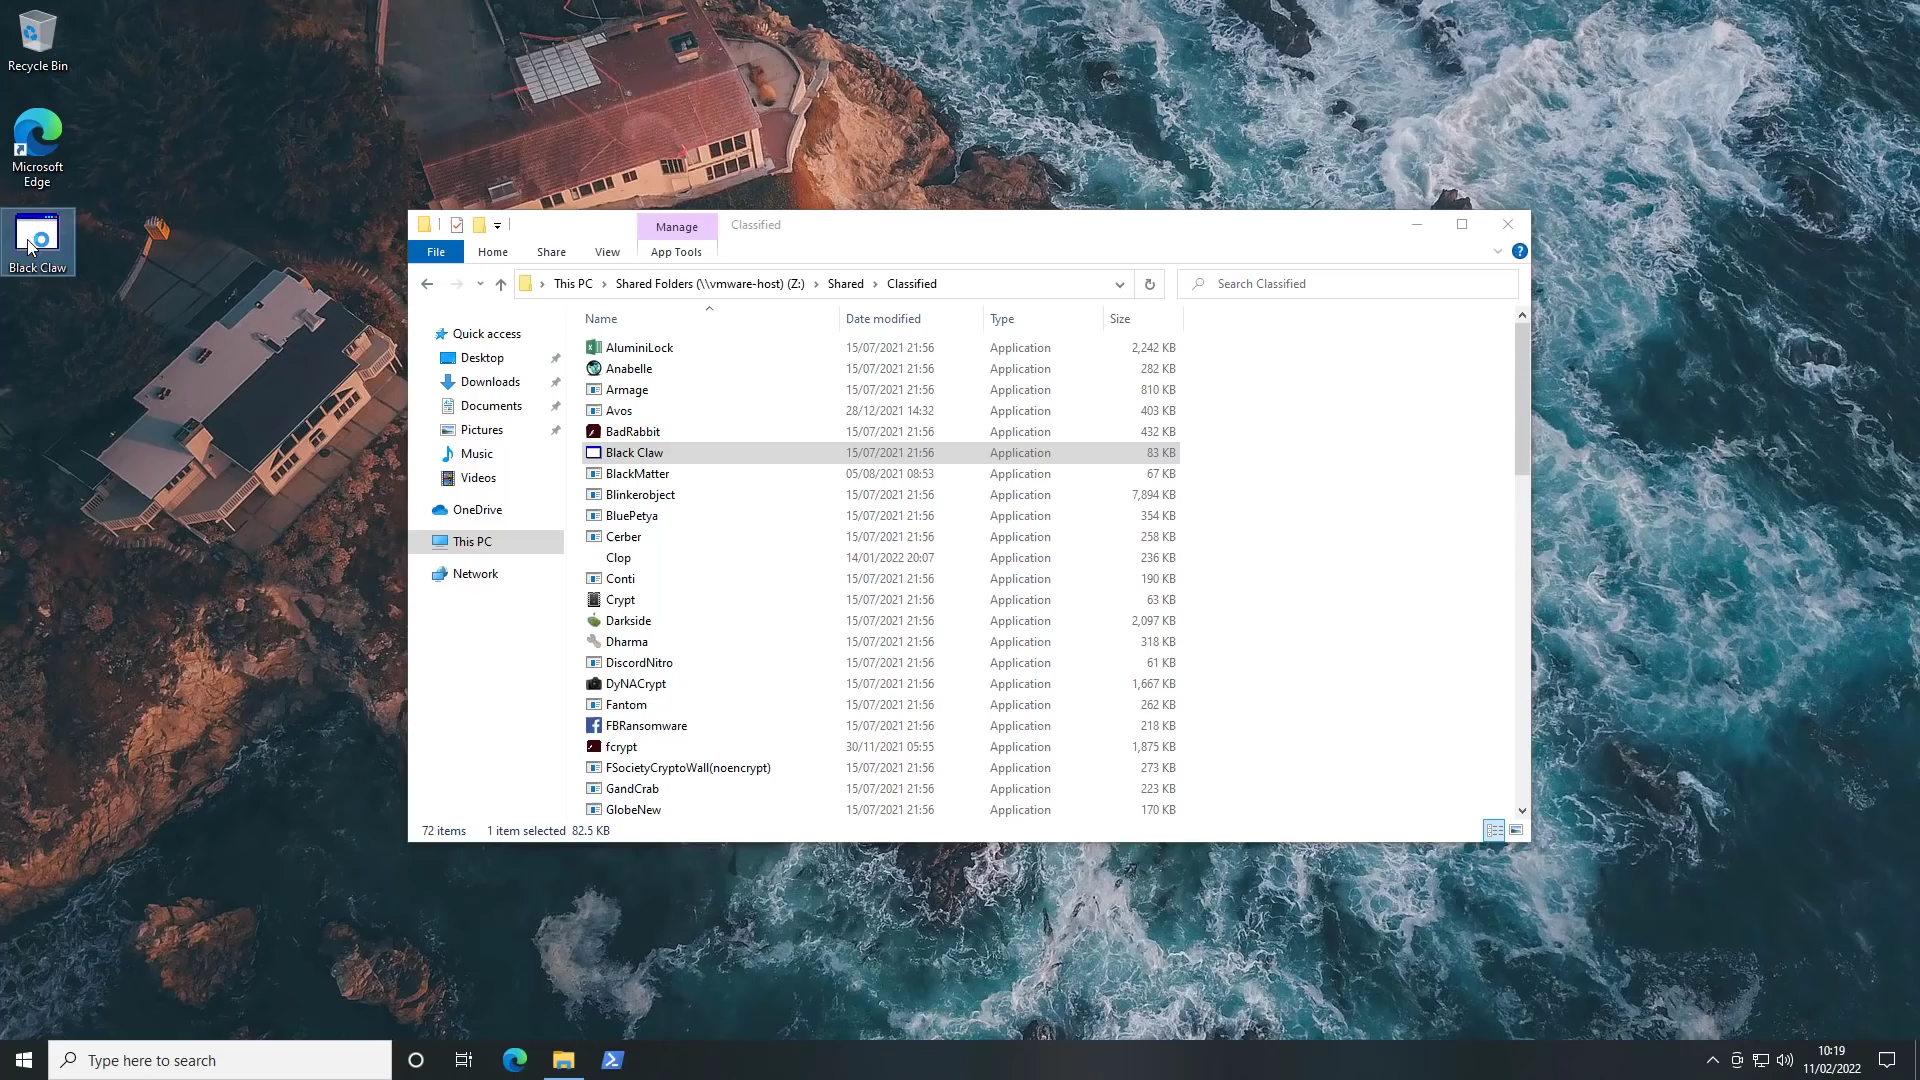 Recycle Bin
Microsoft
Edge
Black Claw
Manage
Classified
File
Home
Share
View
App Tools
This PC
Shared Folders (\\vmware-host) (Z:)
Shared
Classified
Search Classified
Quick access
Desktop
Downloads
Documents
Pictures
Music
Videos
OneDrive
This PC
Network
Name Date modified Type Size
AluminiLock 15/07/2021 21:56 Application 2,242 KB
Anabelle 15/07/2021 21:56 Application 282 KB
Armage 15/07/2021 21:56 Application 810 KB
Avos 28/12/2021 14:32 Application 403 KB
BadRabbit 15/07/2021 21:56 Application 432 KB
Black Claw 15/07/2021 21:56 Application 83 KB
BlackMatter 05/08/2021 08:53 Application 67 KB
Blinkerobject 15/07/2021 21:56 Application 7,894 KB
BluePetya 15/07/2021 21:56 Application 354 KB
Cerber 15/07/2021 21:56 Application 258 KB
Clop 14/01/2022 20:07 Application 236 KB
Conti 15/07/2021 21:56 Application 190 KB
Crypt 15/07/2021 21:56 Application 63 KB
Darkside 15/07/2021 21:56 Application 2,097 KB
Dharma 15/07/2021 21:56 Application 318 KB
DiscordNitro 15/07/2021 21:56 Application 61 KB
DyNACrypt 15/07/2021 21:56 Application 1,667 KB
Fantom 15/07/2021 21:56 Application 262 KB
FBRansomware 15/07/2021 21:56 Application 218 KB
fcrypt 30/11/2021 05:55 Application 1,875 KB
FSocietyCryptoWall(noencrypt) 15/07/2021 21:56 Application 273 KB
GandCrab 15/07/2021 21:56 Application 223 KB
GlobeNew 15/07/2021 21:56 Application 170 KB
72 items 1 item selected 82.5 KB
Type here to search
10:19
11/02/2022